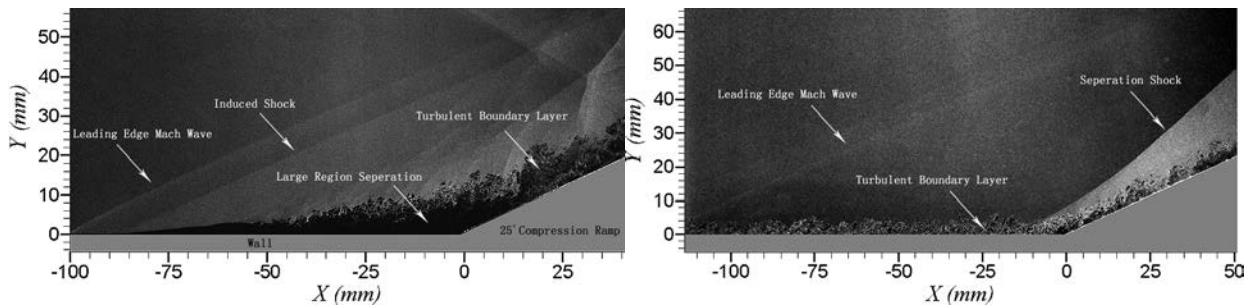 50
40
30
20
10
0
Y (mm)
Induced Shock
Leading Edge Mach Wave
Turbulent Boundary Layer
Large Region Seperation
Wall
25°Compression Ramp
-100
-75
-50
-25
0
25
X (mm)
60
50
40
30
20
10
0
Y (mm)
Seperation Shock
Leading Edge Mach Wave
Turbulent Boundary Layer
-100
-75
-50
-25
0
25
50
X (mm)